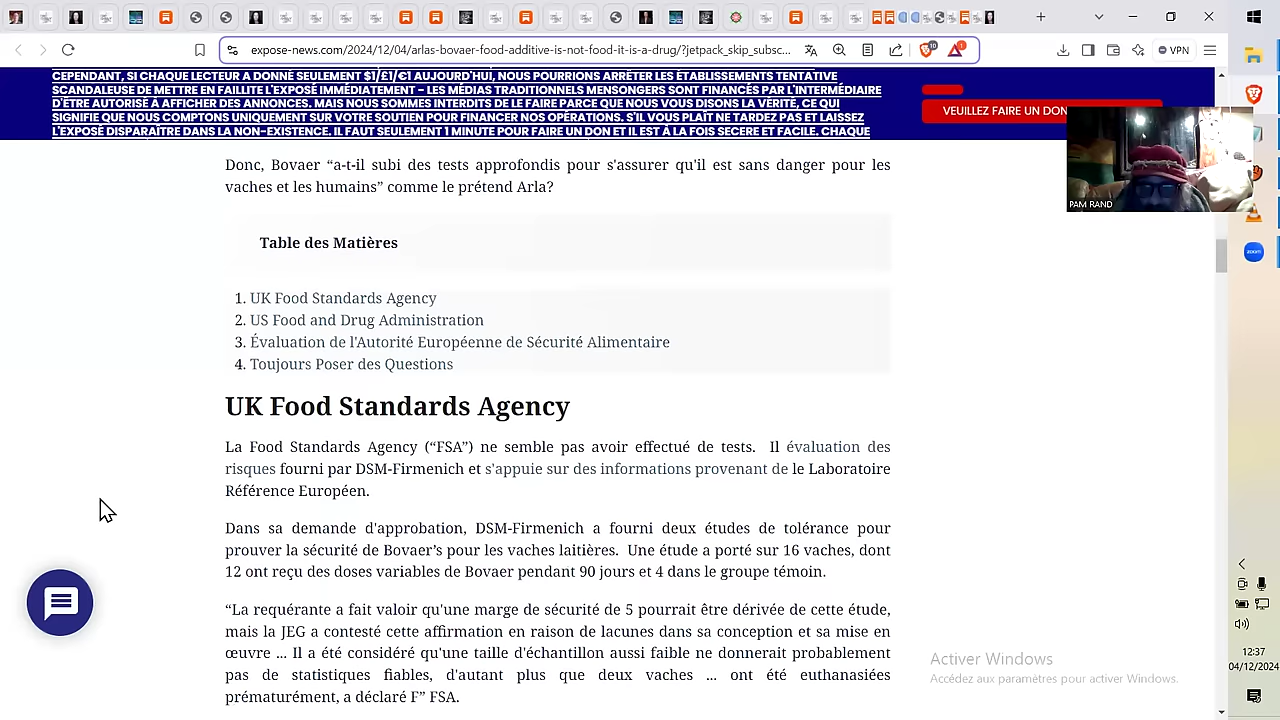 expose-news.com/2024/12/04/arlas-bovaer-food-additive-is-not-food-it-is-a-drug/?jetpack_skip_subsc...
10
1
VPN
CEPENDANT, SI CHAQUE LECTEUR A DONNÉ SEULEMENT $1/£1/€1 AUJOURD'HUI, NOUS POURRIONS ARRÊTER LES ÉTABLISSEMENTS TENTATIVE
SCANDALEUSE DE METTRE EN FAILLITE L'EXPOSÉ IMMÉDIATEMENT – LES MÉDIAS TRADITIONNELS MENSONGERS SONT FINANCÉS PAR L'INTERMÉDIAIRE
D'ÊTRE AUTORISÉ À AFFICHER DES ANNONCES. MAIS NOUS SOMMES INTERDITS DE LE FAIRE PARCE QUE NOUS VOUS DISONS LA VÉRITÉ, CE QUI
SIGNIFIE QUE NOUS COMPTONS UNIQUEMENT SUR VOTRE SOUTIEN POUR FINANCER NOS OPÉRATIONS. S'IL VOUS PLAÎT NE TARDEZ PAS ET LAISSEZ
L'EXPOSÉ DISPARAÎTRE DANS LA NON-EXISTENCE. IL FAUT SEULEMENT 1 MINUTE POUR FAIRE UN DON ET IL EST À LA FOIS SECERE ET FACILE. CHAQUE
VEUILLEZ FAIRE UN DON
PAM RAND
Donc, Bovaer “a-t-il subi des tests approfondis pour s'assurer qu'il est sans danger pour les
vaches et les humains” comme le prétend Arla?
Table des Matières
1. UK Food Standards Agency
2. US Food and Drug Administration
3. Évaluation de l'Autorité Européenne de Sécurité Alimentaire
4. Toujours Poser des Questions
UK Food Standards Agency
La Food Standards Agency (“FSA”) ne semble pas avoir effectué de tests. Il évaluation des
risques fourni par DSM-Firmenich et s'appuie sur des informations provenant de le Laboratoire
Référence Européen.
Dans sa demande d'approbation, DSM-Firmenich a fourni deux études de tolérance pour
prouver la sécurité de Bovaer’s pour les vaches laitières. Une étude a porté sur 16 vaches, dont
12 ont reçu des doses variables de Bovaer pendant 90 jours et 4 dans le groupe témoin.
“La requérante a fait valoir qu'une marge de sécurité de 5 pourrait être dérivée de cette étude,
mais la JEG a contesté cette affirmation en raison de lacunes dans sa conception et sa mise en
œuvre ... Il a été considéré qu'une taille d'échantillon aussi faible ne donnerait probablement
pas de statistiques fiables, d'autant plus que deux vaches ... ont été euthanasiées
prématurément, a déclaré F” FSA.
Activer Windows
Accédez aux paramètres pour activer Windows.
zoom
12:37
04/12/2024